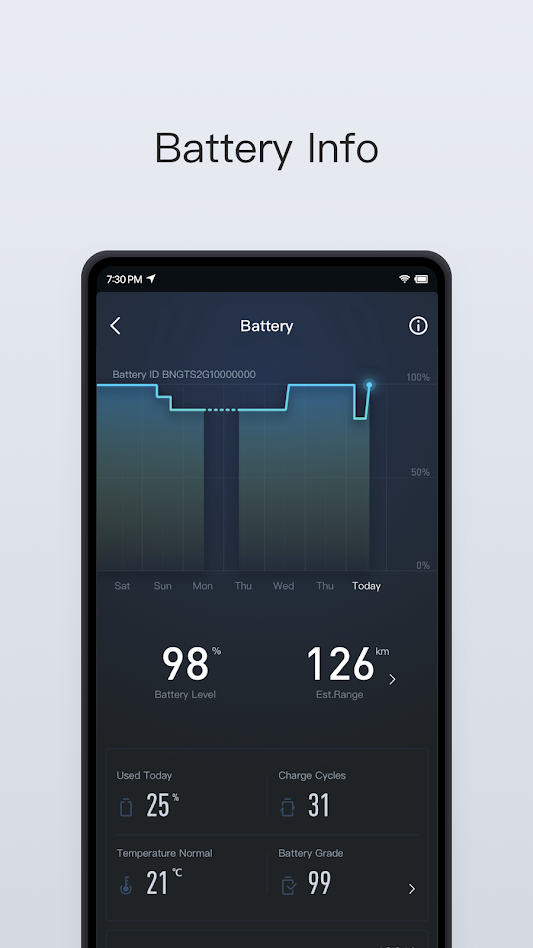 Battery Info
7:30 PM
Battery
Battery ID BNGTS2G10000000
100%
50%
0%
Sat Sun Mon Thu Wed Thu Today
98% 126 km
Battery Level Est.Range
Used Today Charge Cycles
25% 31
Temperature Normal Battery Grade
21°C 99